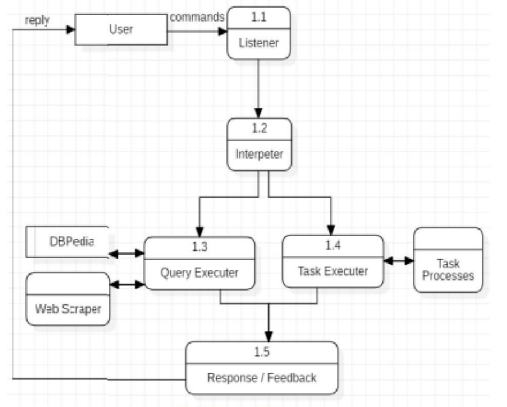 reply
commands
User
1.1
Listener
1.2
Interpeter
DBPedia
1.3
Query Executer
1.4
Task Executer
Task
Processes
Web Scraper
1.5
Response / Feedback